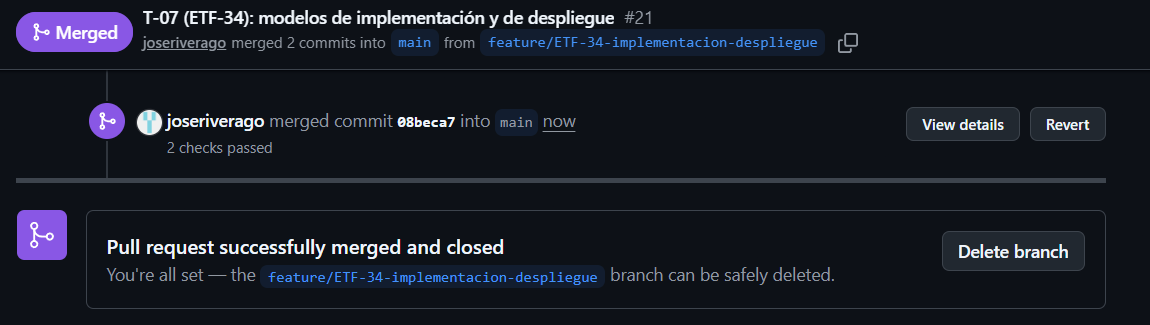 Merged
T-07 (ETF-34): modelos de implementación y de despliegue #21
joseriverago merged 2 commits into main from feature/ETF-34-implementacion-despliegue
joseriverago merged commit 08beca7 into main now
View details
Revert
2 checks passed
Pull request successfully merged and closed
You're all set — the feature/ETF-34-implementacion-despliegue branch can be safely deleted.
Delete branch